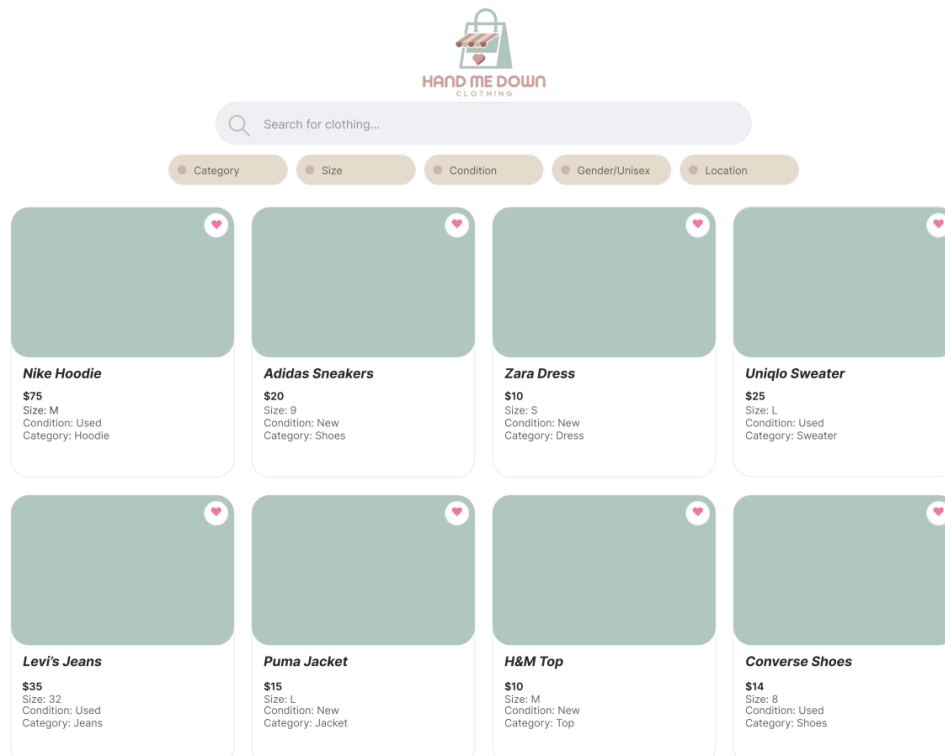 HAND ME DOWN
CLOTHING
Search for clothing...
Category
Size
Condition
Gender/Unisex
Location
Nike Hoodie
$75
Size: M
Condition: Used
Category: Hoodie
Adidas Sneakers
$20
Size: 9
Condition: New
Category: Shoes
Zara Dress
$10
Size: S
Condition: New
Category: Dress
Uniqlo Sweater
$25
Size: L
Condition: Used
Category: Sweater
Levi’s Jeans
$35
Size: 32
Condition: Used
Category: Jeans
Puma Jacket
$15
Size: L
Condition: New
Category: Jacket
H&M Top
$10
Size: M
Condition: New
Category: Top
Converse Shoes
$14
Size: 8
Condition: Used
Category: Shoes